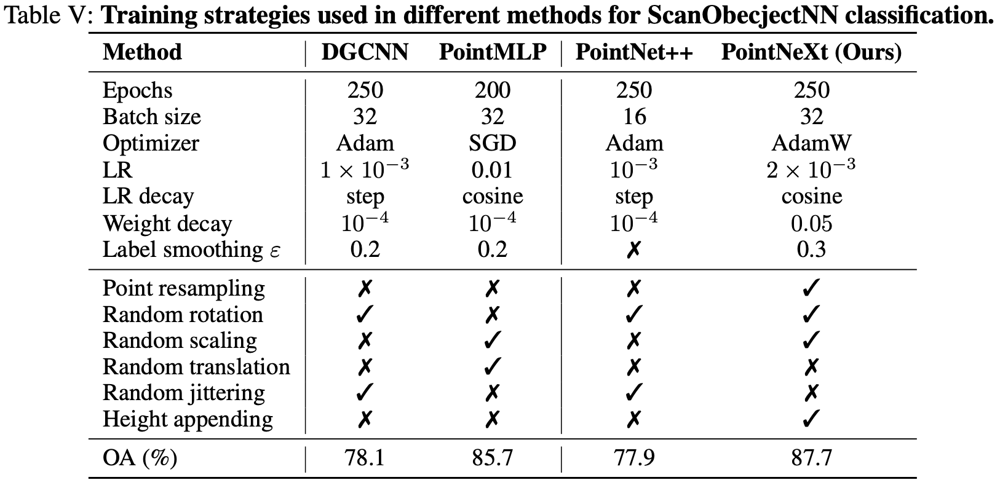 Table V: Training strategies used in different methods for ScanObecjectNN classification.
Method DGCNN PointMLP PointNet++ PointNeXt (Ours)
Epochs 250 200 250 250
Batch size 32 32 16 32
Optimizer Adam SGD Adam AdamW
LR 1 × 10⁻³ 0.01 10⁻³ 2 × 10⁻³
LR decay step cosine step cosine
Weight decay 10⁻⁴ 10⁻⁴ 10⁻⁴ 0.05
Label smoothing ε 0.2 0.2 ✗ 0.3
Point resampling ✗ ✗ ✗ ✓
Random rotation ✓ ✗ ✓ ✓
Random scaling ✗ ✓ ✗ ✓
Random translation ✗ ✓ ✗ ✗
Random jittering ✓ ✗ ✓ ✗
Height appending ✗ ✗ ✗ ✓
OA (%) 78.1 85.7 77.9 87.7